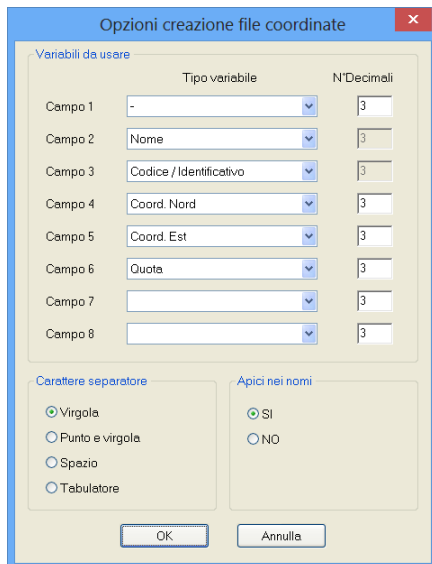 Opzioni creazione file coordinate
Variabili da usare
Tipo variabile N°Decimali
Campo 1 - 3
Campo 2 Nome 3
Campo 3 Codice / Identificativo 3
Campo 4 Coord. Nord 3
Campo 5 Coord. Est 3
Campo 6 Quota 3
Campo 7 3
Campo 8 3
Carattere separatore Apici nei nomi
Virgola SI
Punto e virgola NO
Spazio
Tabulatore
OK Annulla